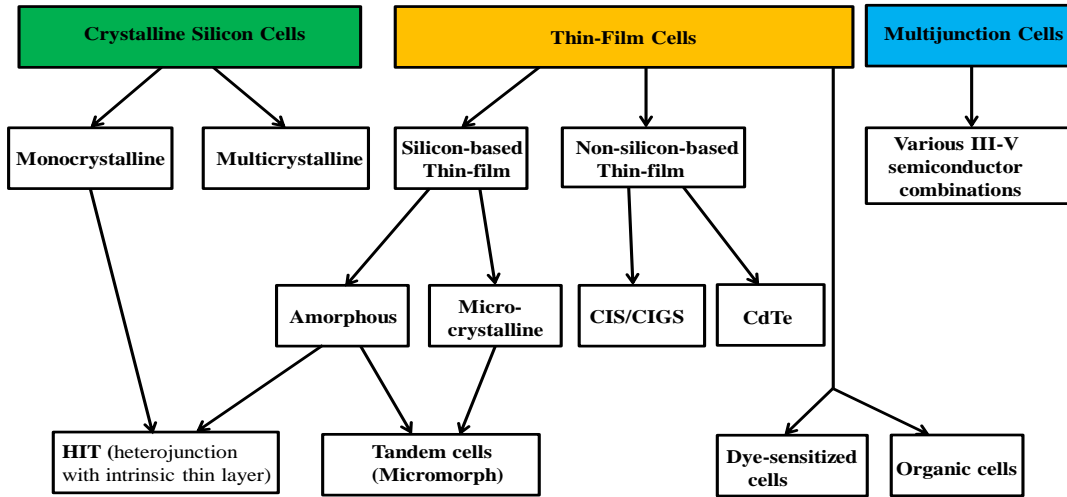 Crystalline Silicon Cells
Thin-Film Cells
Multijunction Cells
Monocrystalline
Multicrystalline
Silicon-based
Thin-film
Non-silicon-based
Thin-film
Various III-V
semiconductor
combinations
Amorphous
Micro-
crystalline
CIS/CIGS
CdTe
HIT (heterojunction
with intrinsic thin layer)
Tandem cells
(Micromorph)
Dye-sensitized
cells
Organic cells